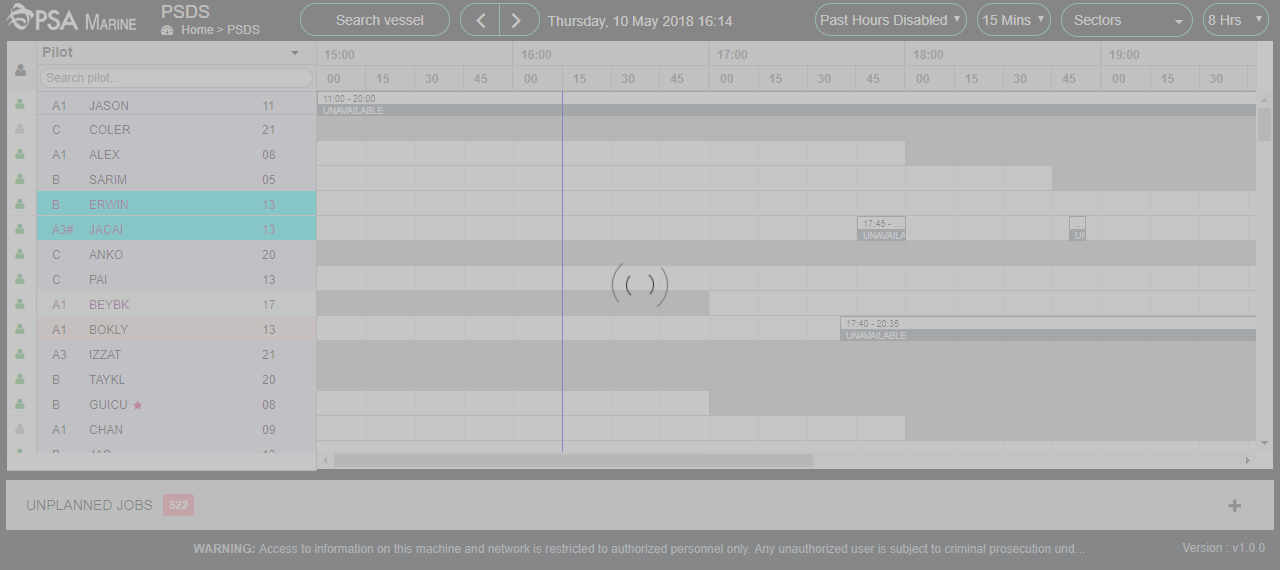 PSA MARINE
PSDS
Home > PSDS
Search vessel
Thursday, 10 May 2018 16:14
Past Hours Disabled
15 Mins
Sectors
8 Hrs
Pilot
Search pilot...
15:00 16:00 17:00 18:00 19:00
00 15 30 45 00 15 30 45 00 15 30 45 00 15 30 45 00 15 30
A1 JASON 11
11:00 - 20:00
UNAVAILABLE
C COLER 21
A1 ALEX 08
B SARIM 05
B ERWIN 13
A3# JACAI 13
17:45 - ...
UNAVAILA
...
UN
C ANKO 20
C PAI 13
A1 BEYBK 17
A1 BOKLY 13
17:40 - 20:35
UNAVAILABLE
A3 IZZAT 21
B TAYKL 20
B GUICU 08
A1 CHAN 09
UNPLANNED JOBS 522
WARNING: Access to information on this machine and network is restricted to authorized personnel only. Any unauthorized user is subject to criminal prosecution und...
Version : v1.0.0